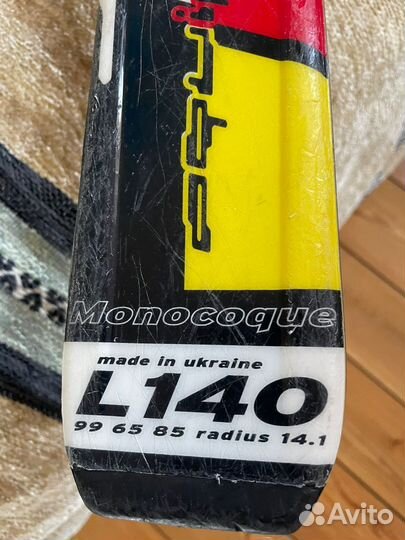 Monocoque
made in ukraine
L140
99 65 85 radius 14.1
Avito